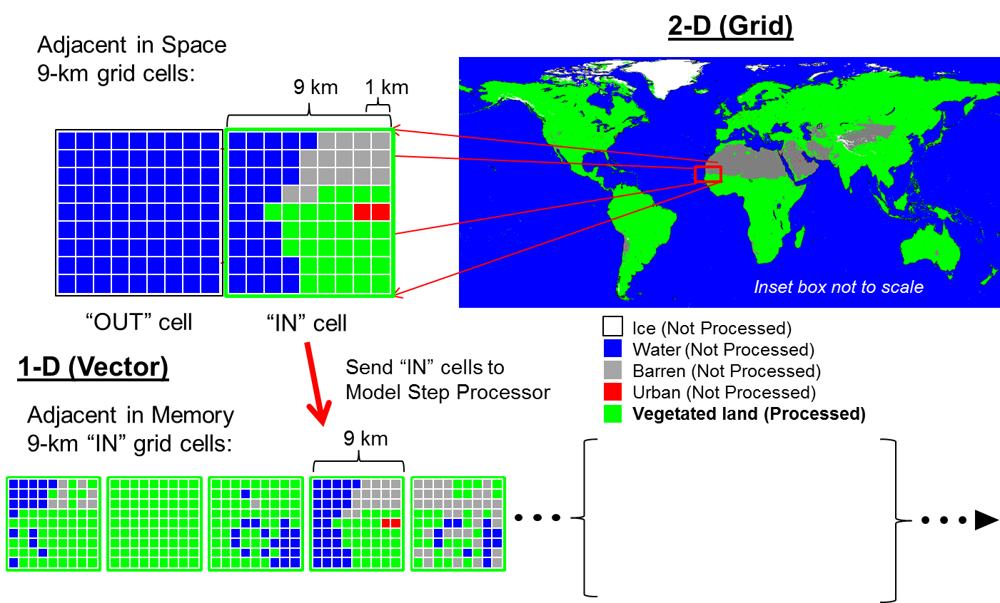 2-D (Grid)
Adjacent in Space
9-km grid cells:
9 km
1 km
Inset box not to scale
"OUT" cell
"IN" cell
Ice (Not Processed)
Water (Not Processed)
Barren (Not Processed)
Urban (Not Processed)
Vegetated land (Processed)
1-D (Vector)
Send "IN" cells to
Model Step Processor
Adjacent in Memory
9-km "IN" grid cells:
9 km